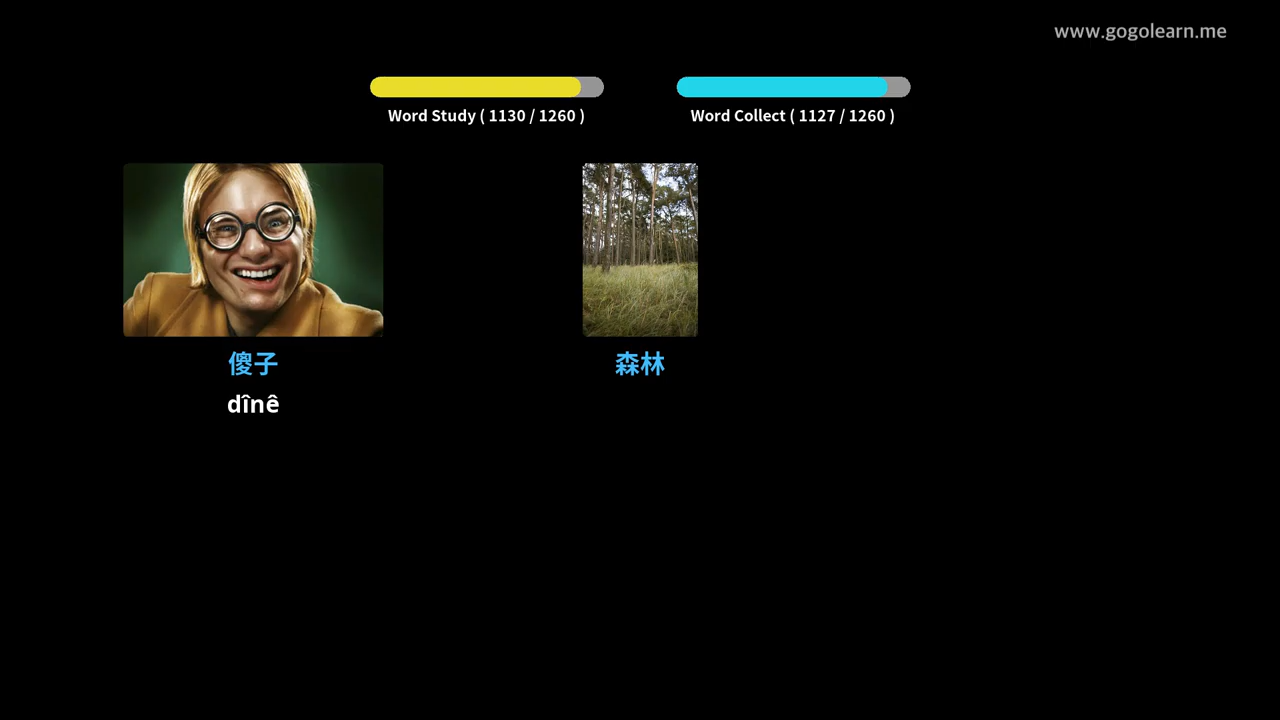 www.gogolearn.me
Word Study ( 1130 / 1260 )
Word Collect ( 1127 / 1260 )
傻子
森林
dînê